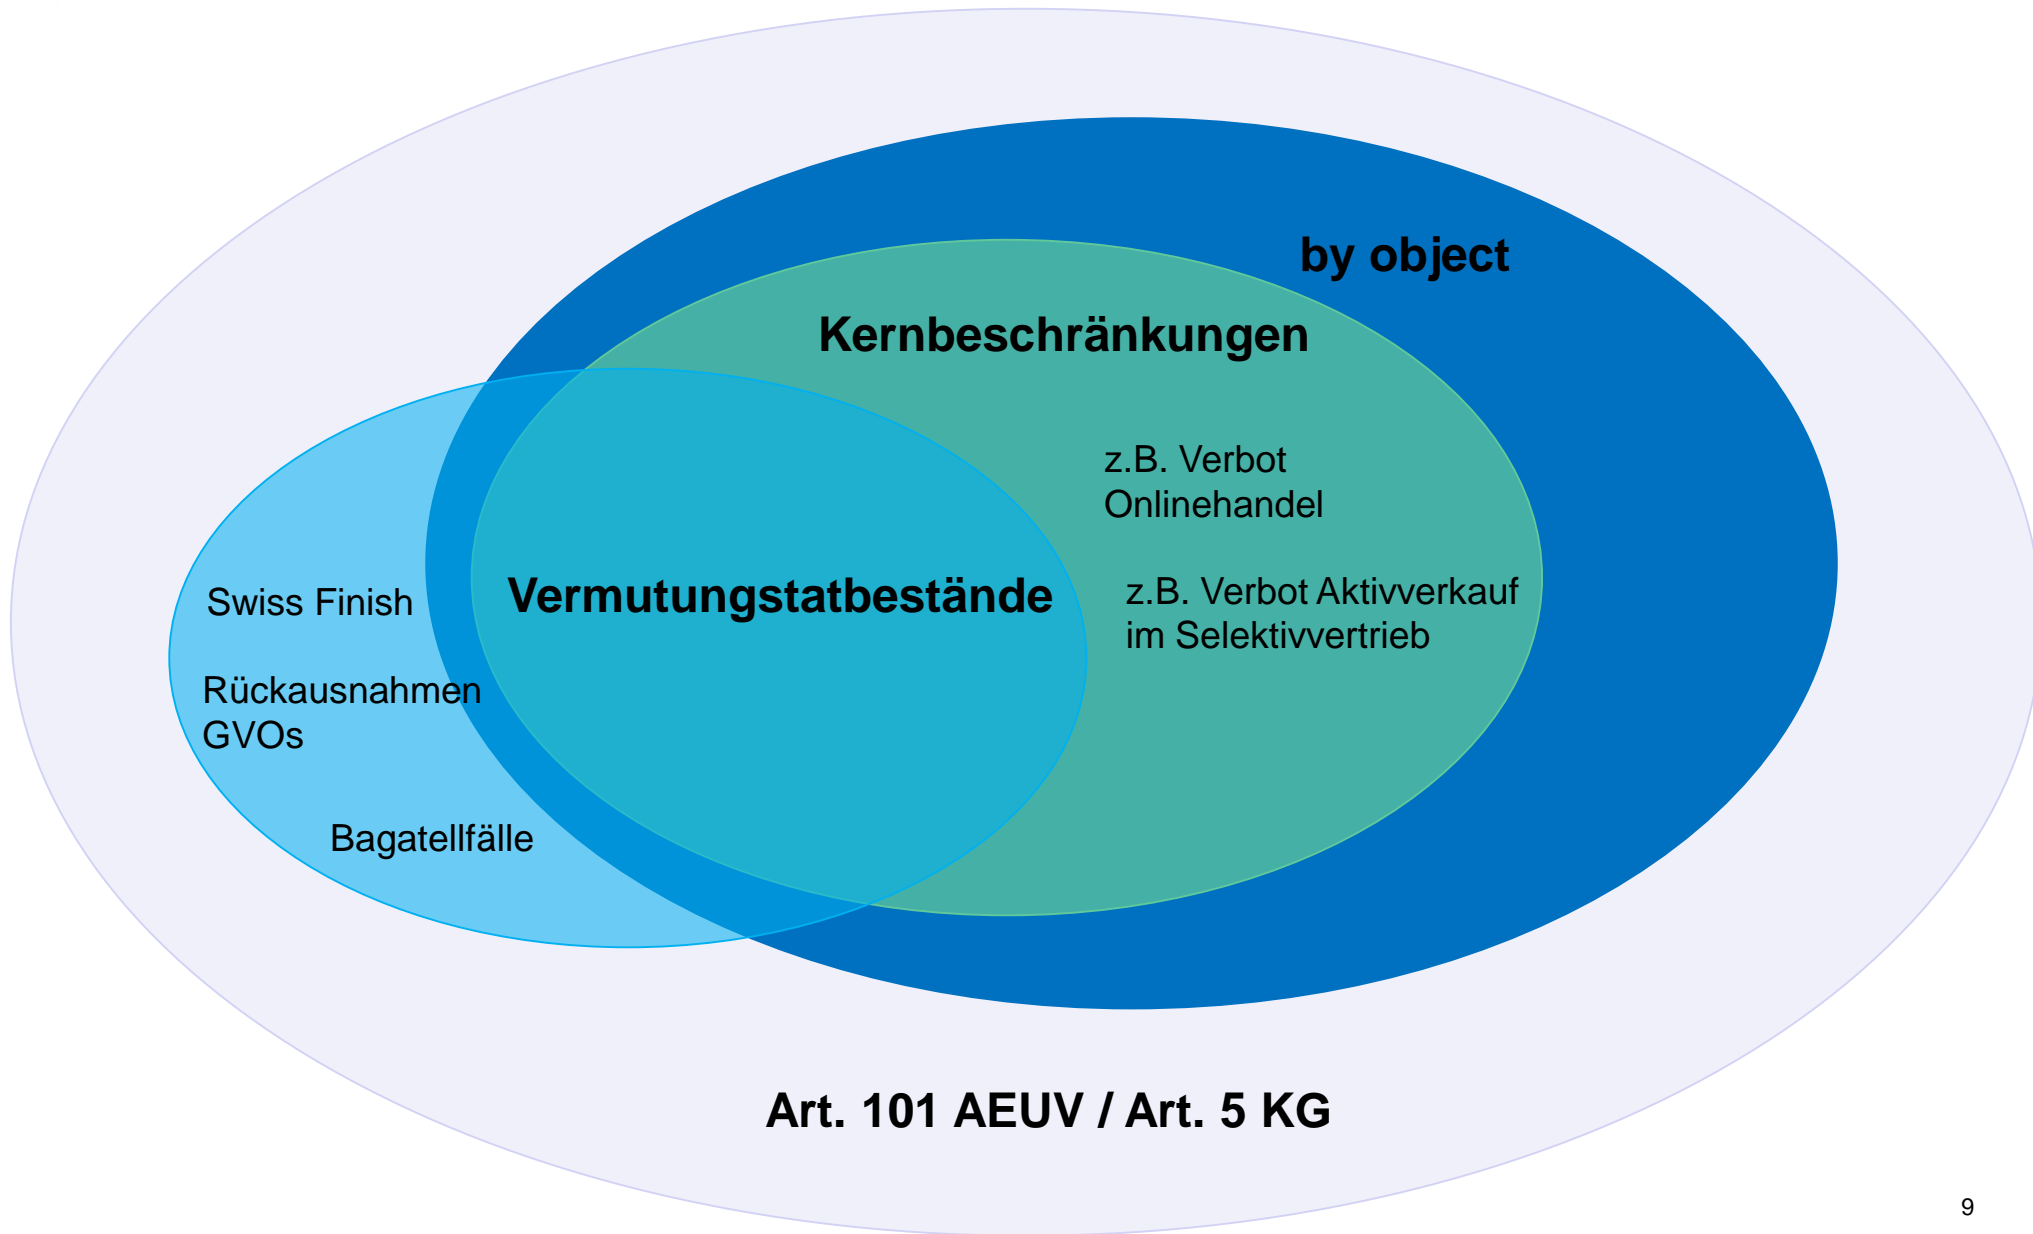 by object
Kernbeschränkungen
z.B. Verbot
Onlinehandel
z.B. Verbot Aktivverkauf
im Selektivvertrieb
Vermutungstatbestände
Swiss Finish
Rückausnahmen
GVOs
Bagatellfälle
Art. 101 AEUV / Art. 5 KG
9